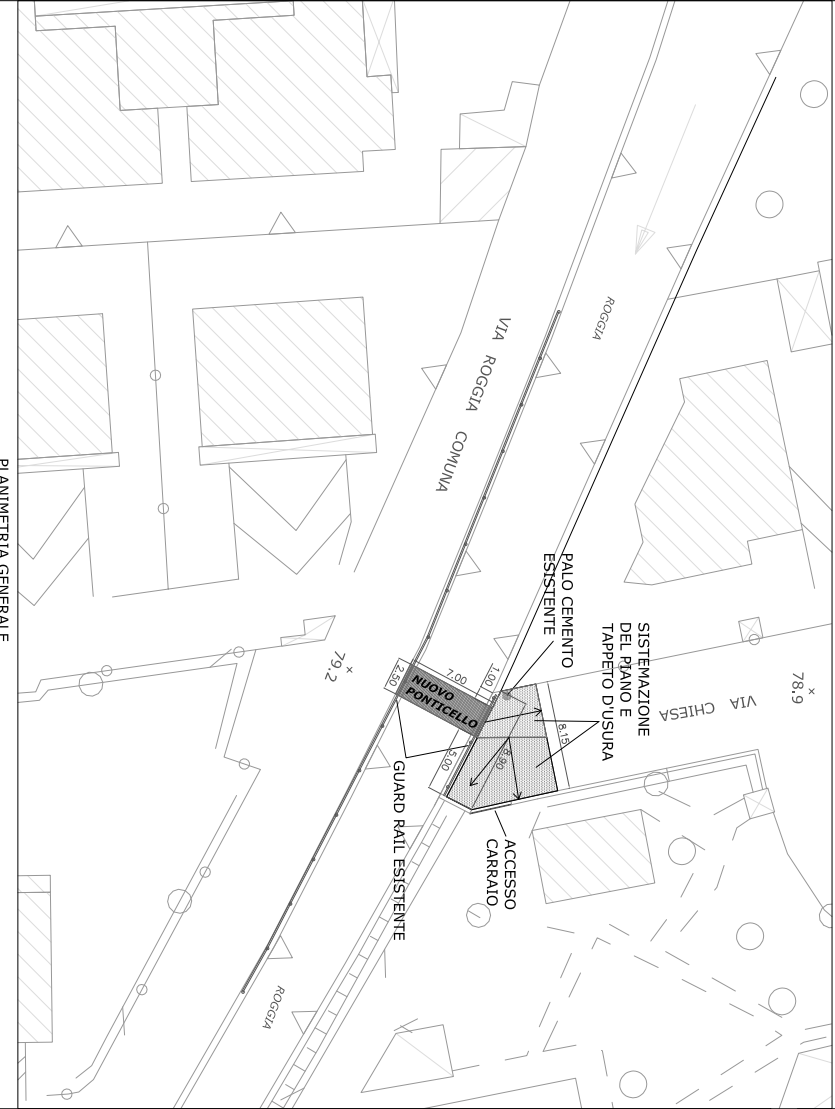 PLANIMETRIA GENERALE
VIA ROGGIA COMUNA
ROGGIA
PALO CEMENTO
ESISTENTE
SISTEMAZIONE
DEL PIANO E
TAPPETO D'USURA
VIA CHIESA
78.9
79.2
2.50
7.00
1.00
NUOVO
PONTICELLO
8.15
8.90
5.00
GUARD RAIL ESISTENTE
ACCESSO
CARRAIO
ROGGIA